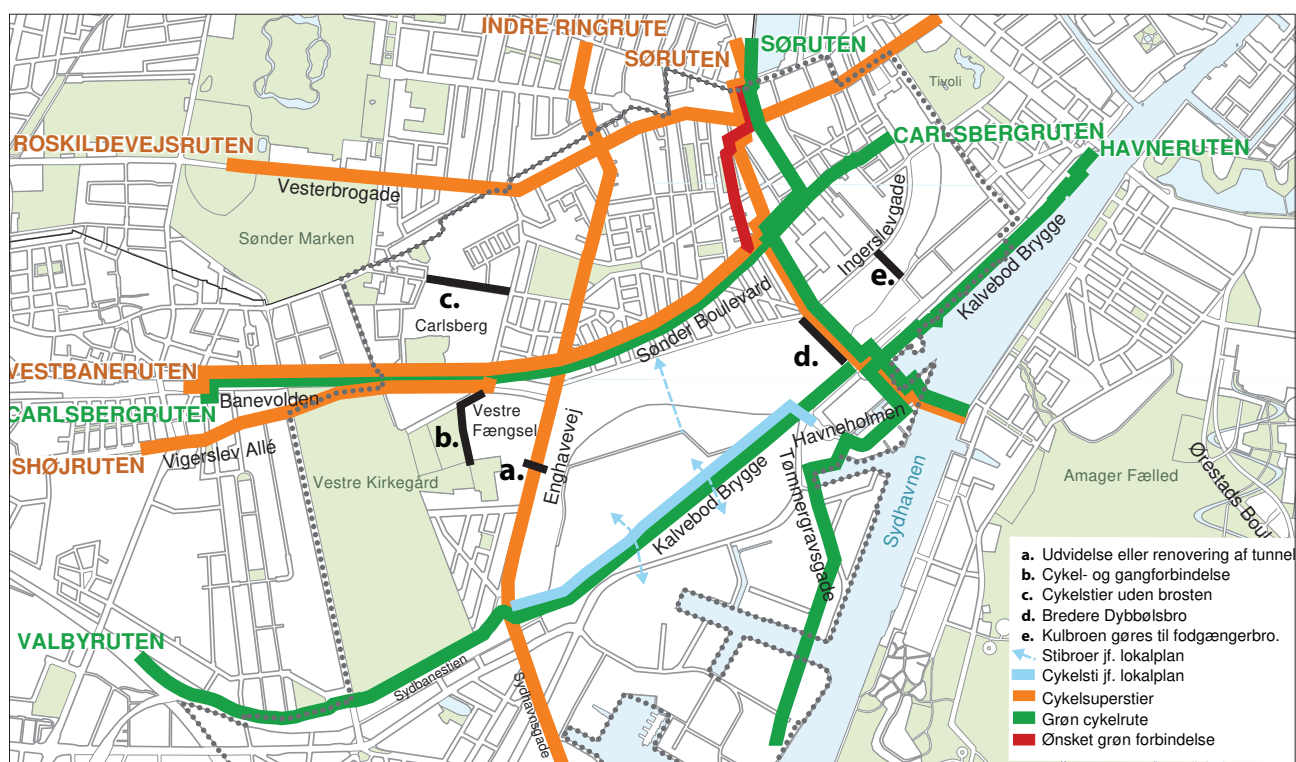 INDRE RINGRUTE
SØRUTEN
SØRUTEN
Tivoli
CARLSBERGRUTEN
HAVNERUTEN
ROSKILDEVEJSRUTEN
Vesterbrogade
Sønder Marken
Ingerslevgade
e.
Kalvebod Brygge
c.
Carlsberg
Sønder Boulevard
d.
VESTBANERUTEN
Banevolden
CARLSBERGRUTEN
Vestre
Fængsel
Havneholmen
b.
SHØJRUTEN
Vigerslev Allé
a.
Enghavevej
Vestre Kirkegård
Kalvebod Brygge
Tømmergravsgade
Sydhavnen
Amager Fælled
Ørestads Boul
VALBYRUTEN
Sydbanestien
Sydhavnsgade
a. Udvidelse eller renovering af tunnel
b. Cykel- og gangforbindelse
c. Cykelstier uden brosten
d. Bredere Dybbølsbro
e. Kulbroen gøres til fodgængerbro.
Stibroer jf. lokalplan
Cykelsti jf. lokalplan
Cykelsuperstier
Grøn cykelrute
Ønsket grøn forbindelse